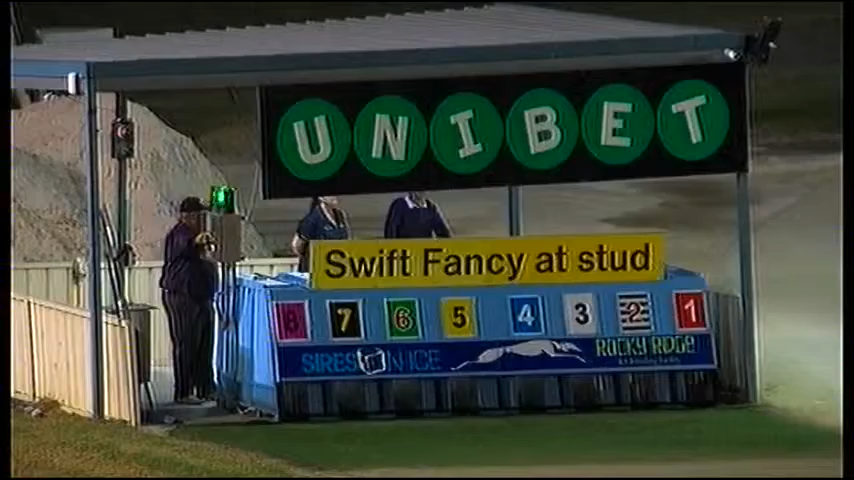 UNIBET
Swift Fancy at stud
8 7 6 5 4 3 2 1
SIRES ON ICE
ROCKY RIDGE